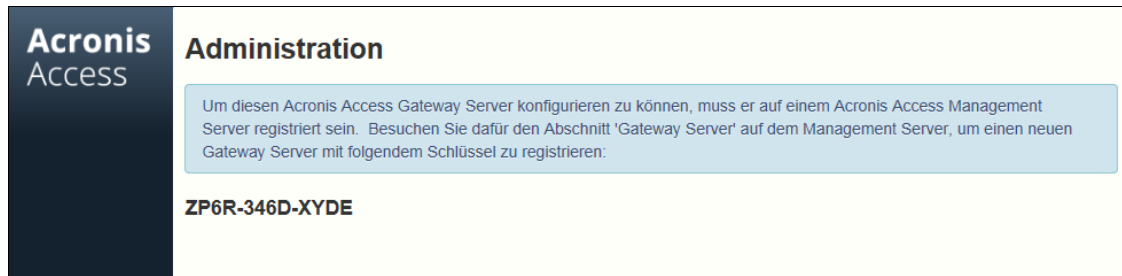 Acronis
Access
Administration
Um diesen Acronis Access Gateway Server konfigurieren zu können, muss er auf einem Acronis Access Management
Server registriert sein.  Besuchen Sie dafür den Abschnitt 'Gateway Server' auf dem Management Server, um einen neuen
Gateway Server mit folgendem Schlüssel zu registrieren:
ZP6R-346D-XYDE